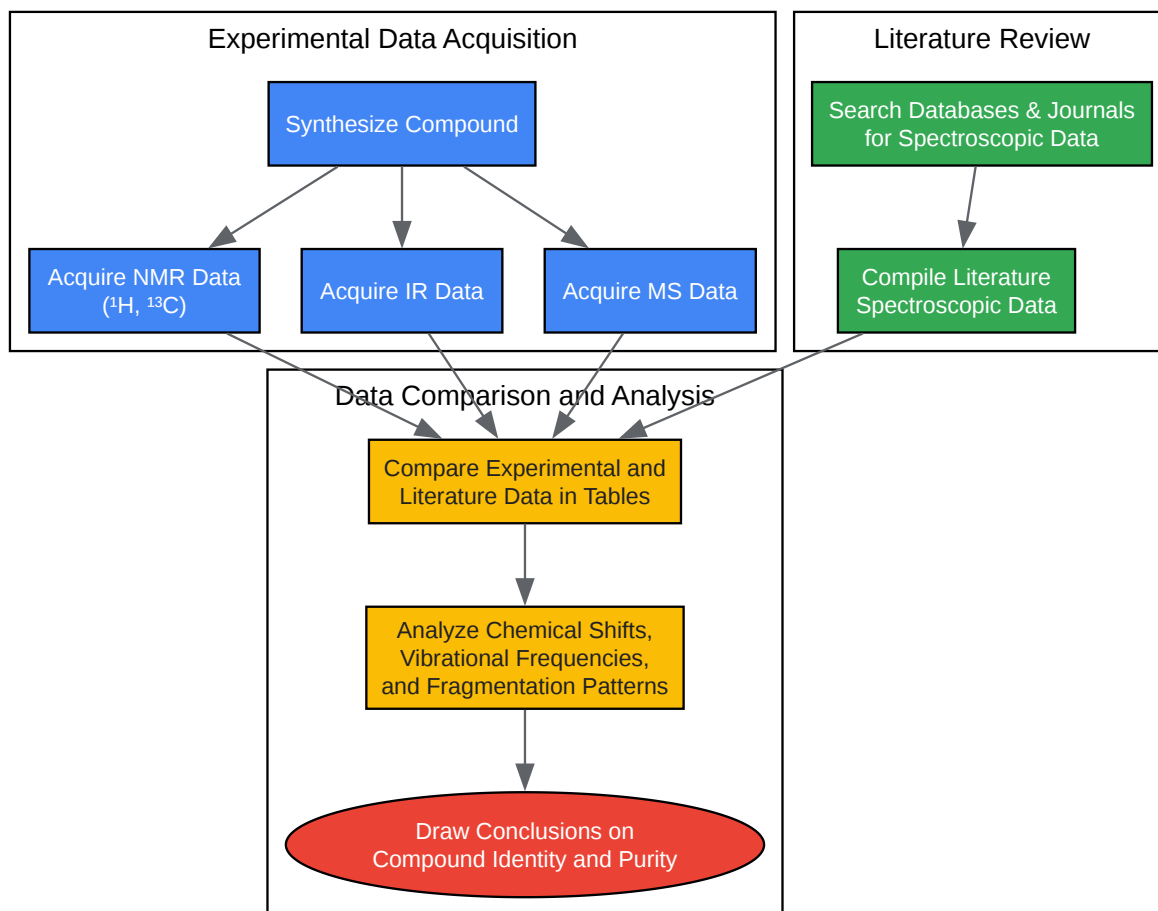 Experimental Data Acquisition
Synthesize Compound
Acquire NMR Data
(¹H, ¹³C)
Acquire IR Data
Acquire MS Data
Literature Review
Search Databases & Journals
for Spectroscopic Data
Compile Literature
Spectroscopic Data
Data Comparison and Analysis
Compare Experimental and
Literature Data in Tables
Analyze Chemical Shifts,
Vibrational Frequencies,
and Fragmentation Patterns
Draw Conclusions on
Compound Identity and Purity